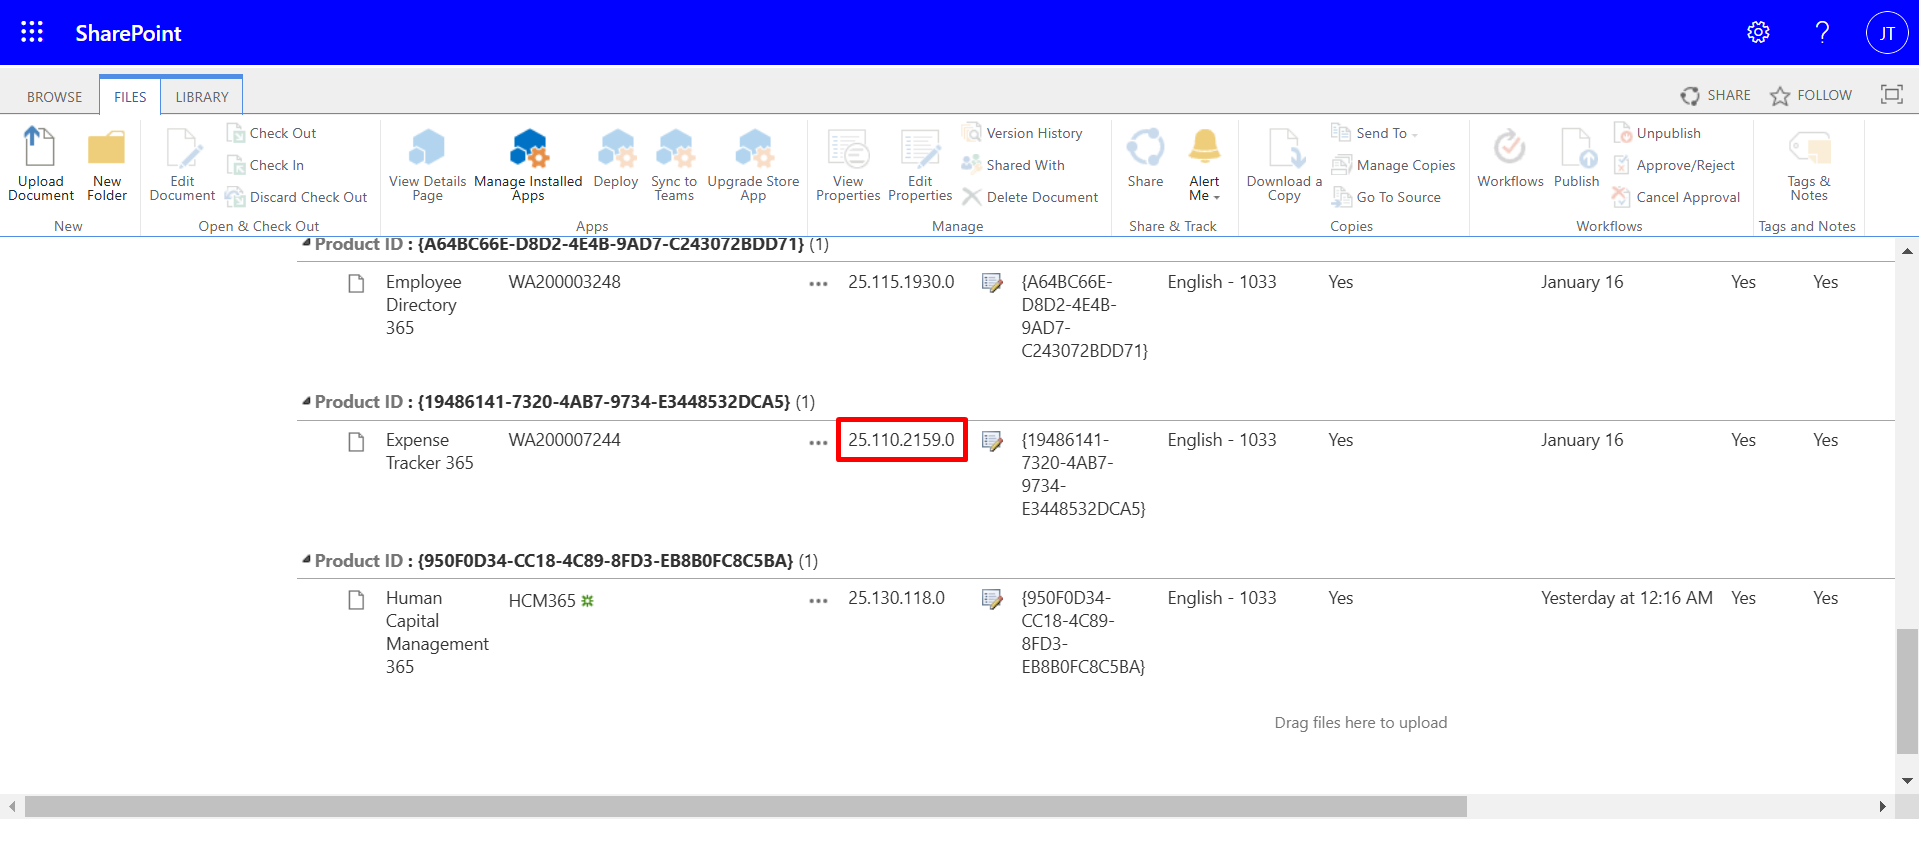 SharePoint
JT
BROWSE FILES LIBRARY SHARE FOLLOW
Upload Document
New Folder
New
Edit Document
Check Out
Check In
Discard Check Out
Open & Check Out
View Details Page
Manage Installed Apps
Deploy
Sync to Teams
Upgrade Store App
Apps
View Properties
Edit Properties
Version History
Shared With
Delete Document
Manage
Share
Alert Me
Share & Track
Download a Copy
Send To
Manage Copies
Go To Source
Copies
Workflows
Publish
Unpublish
Approve/Reject
Cancel Approval
Workflows
Tags & Notes
Tags and Notes
Product ID : {A64BC66E-D8D2-4E4B-9AD7-C243072BDD71} (1)
Employee Directory 365 WA200003248 ... 25.115.1930.0 {A64BC66E-D8D2-4E4B-9AD7-C243072BDD71} English - 1033 Yes January 16 Yes Yes
Product ID : {19486141-7320-4AB7-9734-E3448532DCA5} (1)
Expense Tracker 365 WA200007244 ... 25.110.2159.0 {19486141-7320-4AB7-9734-E3448532DCA5} English - 1033 Yes January 16 Yes Yes
Product ID : {950F0D34-CC18-4C89-8FD3-EB8B0FC8C5BA} (1)
Human Capital Management 365 HCM365 ... 25.130.118.0 {950F0D34-CC18-4C89-8FD3-EB8B0FC8C5BA} English - 1033 Yes Yesterday at 12:16 AM Yes Yes
Drag files here to upload